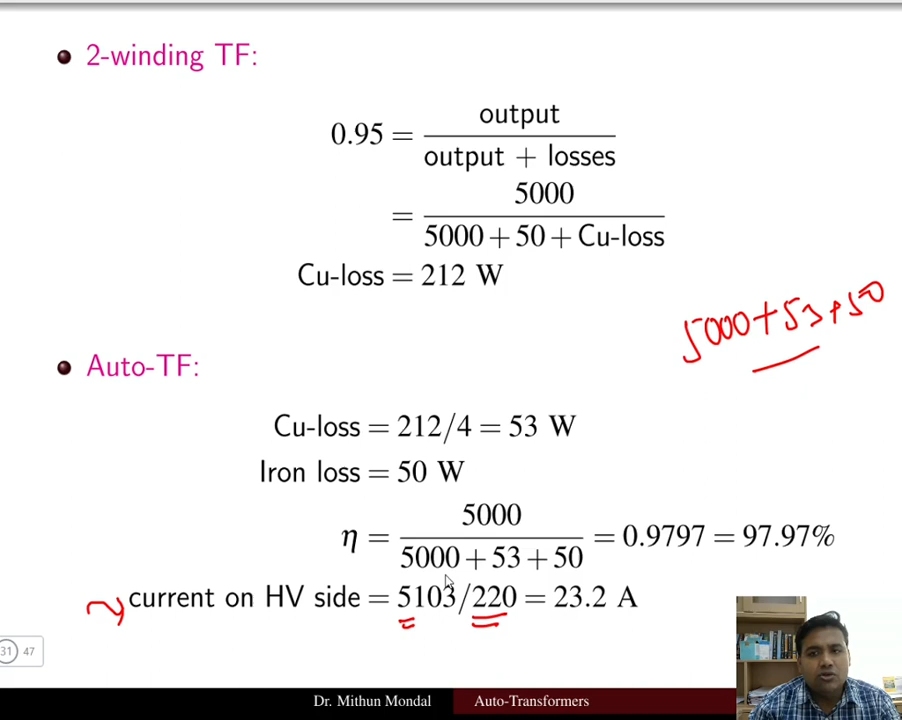 2-winding TF:
0.95 = output / output + losses
= 5000 / 5000 + 50 + Cu-loss
Cu-loss = 212 W
5000+53+50
Auto-TF:
Cu-loss = 212/4 = 53 W
Iron loss = 50 W
η = 5000 / 5000 + 53 + 50 = 0.9797 = 97.97%
current on HV side = 5103/220 = 23.2 A
31 47
Dr. Mithun Mondal Auto-Transformers